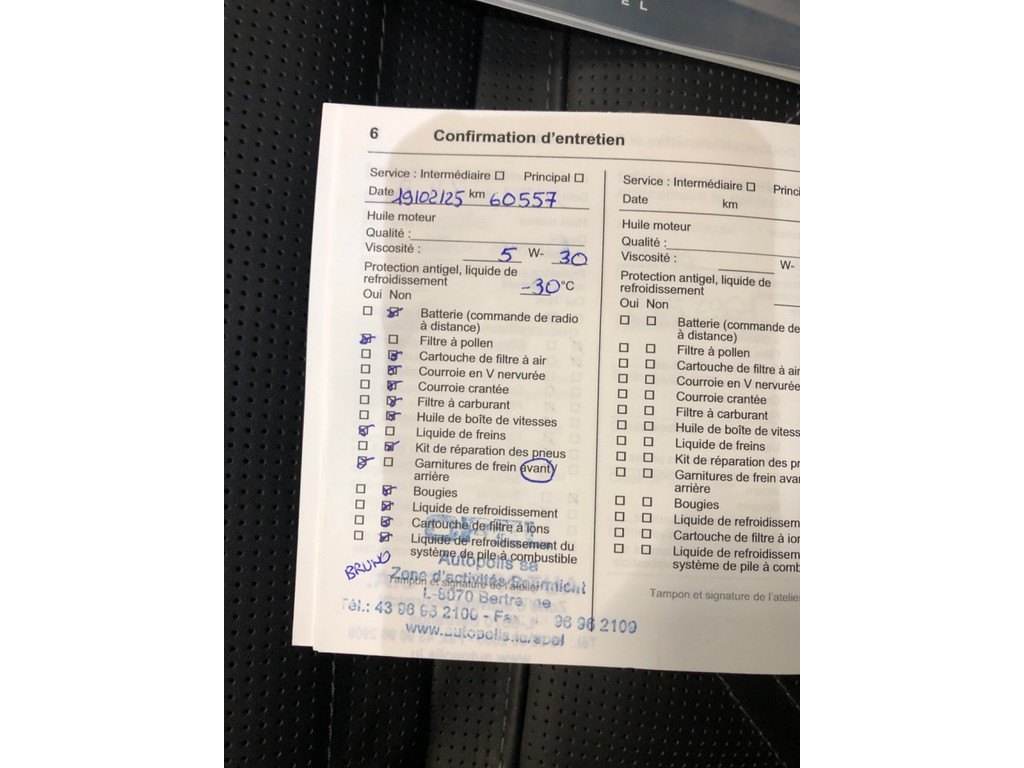 EL
6 Confirmation d'entretien
Service : Intermédiaire ☐ Principal ☐
Date 19/02/25 km 60557
Huile moteur
Qualité :
Viscosité : 5 W- 30
Protection antigel, liquide de
refroidissement -30°C
Oui Non
Batterie (commande de radio
à distance)
Filtre à pollen
Cartouche de filtre à air
Courroie en V nervurée
Courroie crantée
Filtre à carburant
Huile de boîte de vitesses
Liquide de freins
Kit de réparation des pneus
Garnitures de frein avant/
arrière
Bougies
Liquide de refroidissement
Cartouche de filtre à ions
Liquide de refroidissement du
système de pile à combustible
BRUNO
Tampon et signature de l'atelier
OPEL
Autopolis sa
Zone d'activités Bourmicht
L-8070 Bertrange
Tél.: 43 96 96 2100 - Fax 96 96 2109
www.autopolis.lu/opel
Service : Intermédiaire ☐ Princi
Date km
Huile moteur
Qualité :
Viscosité : W-
Protection antigel, liquide de
refroidissement
Oui Non
Batterie (commande de
à distance)
Filtre à pollen
Cartouche de filtre à air
Courroie en V nervurée
Courroie crantée
Filtre à carburant
Huile de boîte de vitess
Liquide de freins
Kit de réparation des pn
Garnitures de frein avan
arrière
Bougies
Liquide de refroidissem
Cartouche de filtre à ion
Liquide de refroidissem
système de pile à comb
Tampon et signature de l'atelie